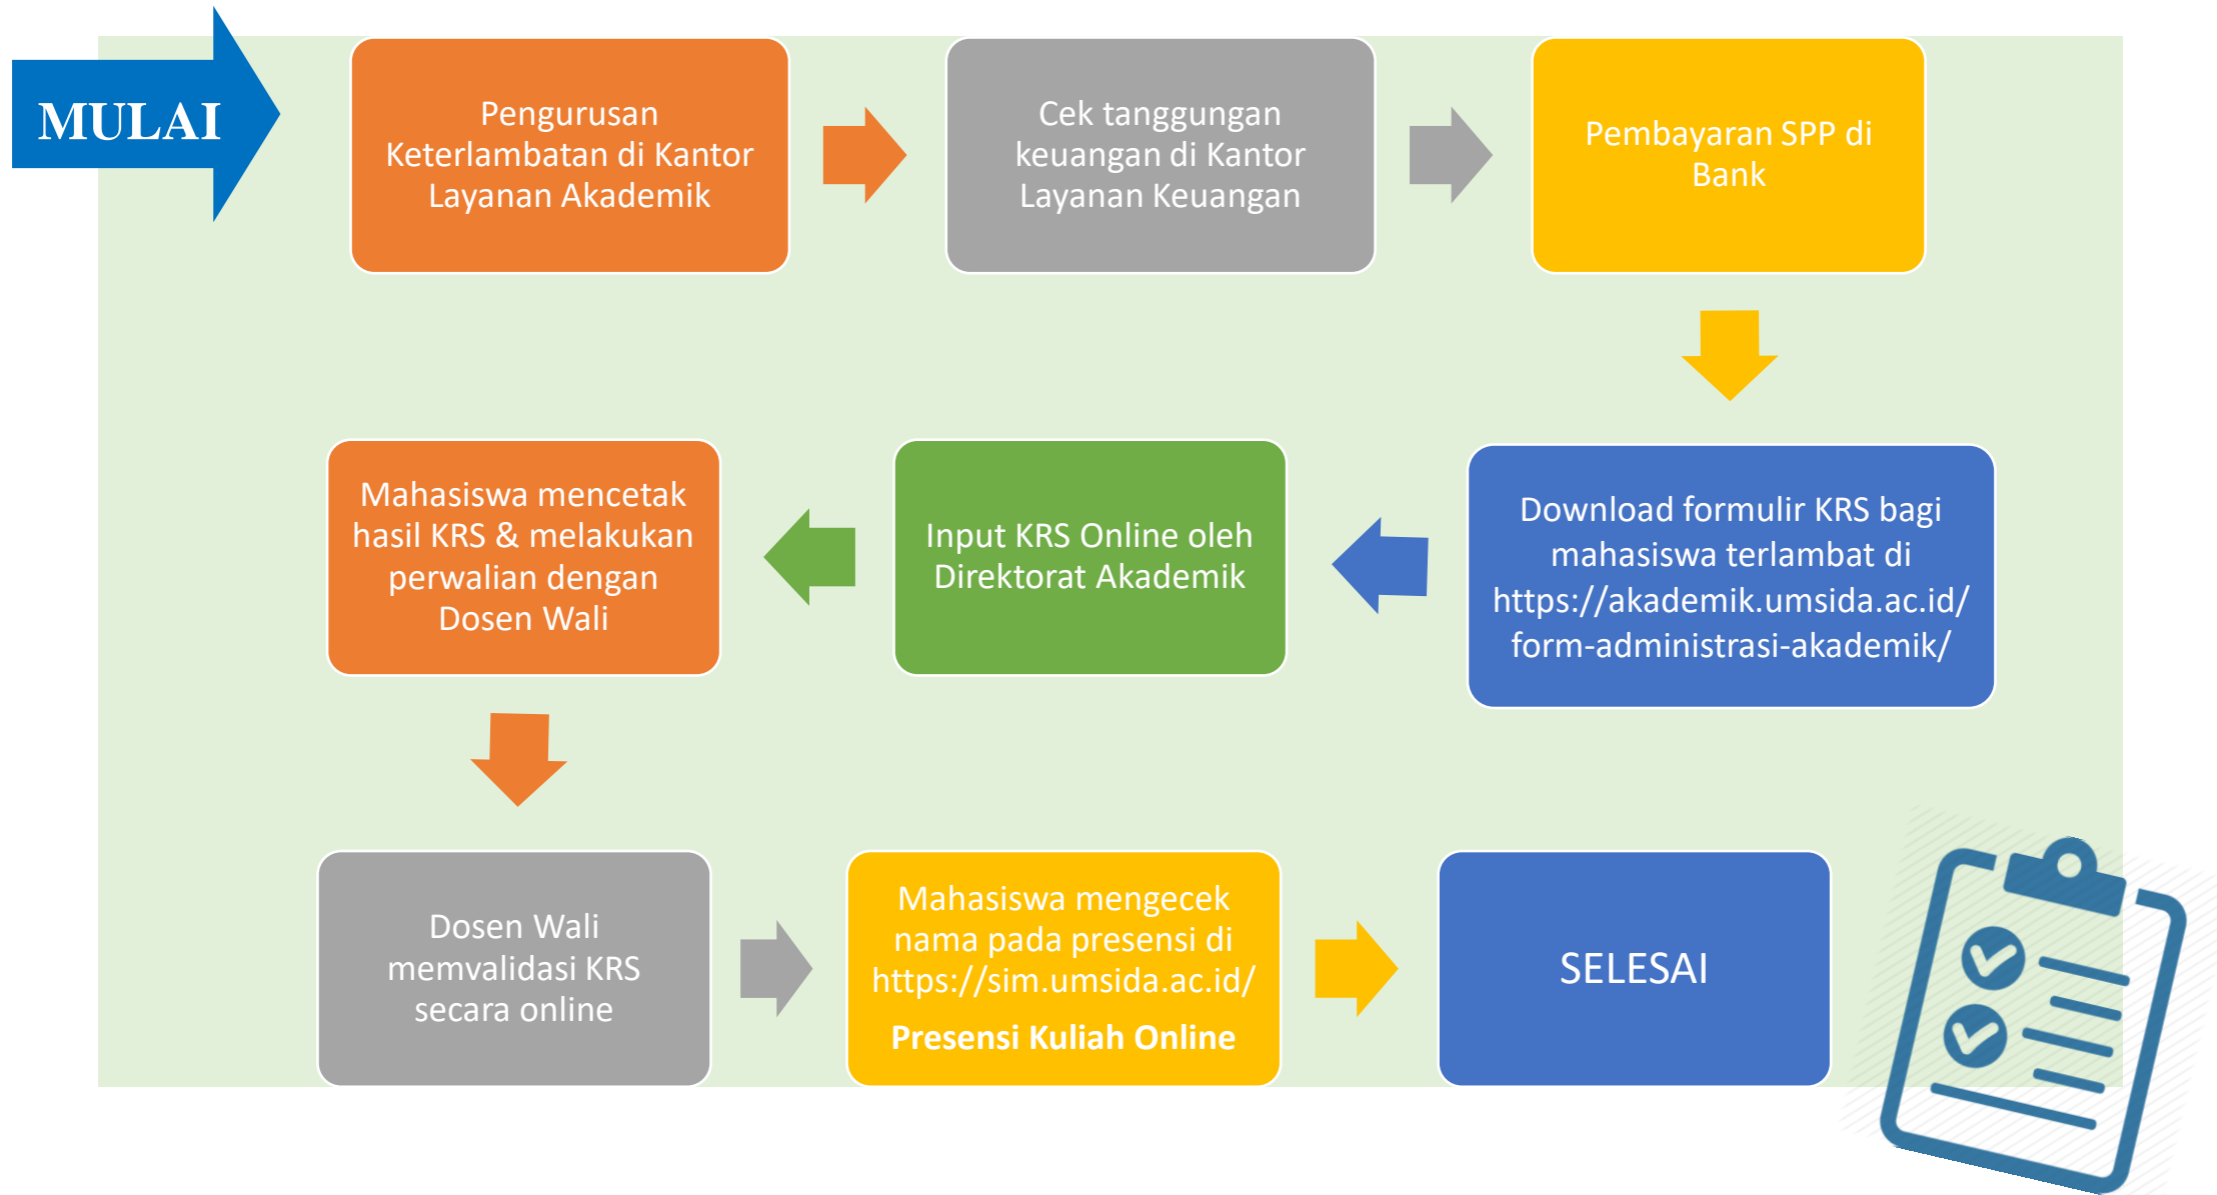 MULAI
Pengurusan
Keterlambatan di Kantor
Layanan Akademik
Cek tanggungan
keuangan di Kantor
Layanan Keuangan
Pembayaran SPP di
Bank
Download formulir KRS bagi
mahasiswa terlambat di
https://akademik.umsida.ac.id/
form-administrasi-akademik/
Input KRS Online oleh
Direktorat Akademik
Mahasiswa mencetak
hasil KRS & melakukan
perwalian dengan
Dosen Wali
Dosen Wali
memvalidasi KRS
secara online
Mahasiswa mengecek
nama pada presensi di
https://sim.umsida.ac.id/
Presensi Kuliah Online
SELESAI